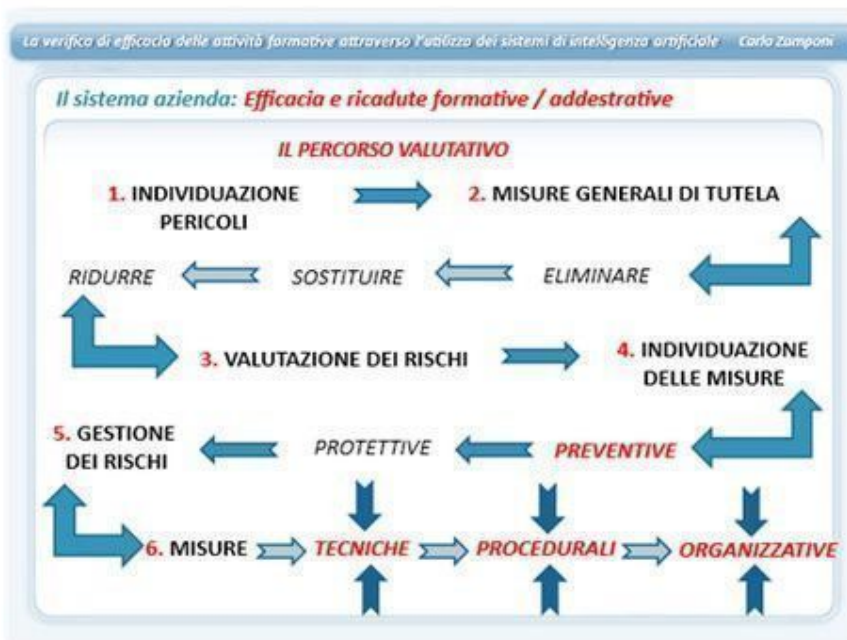 La verifica di efficacia delle attività formative attraverso l'utilizzo dei sistemi di intelligenza artificiale Carlo Zamponi
Il sistema azienda: Efficacia e ricadute formative / addestrative
IL PERCORSO VALUTATIVO
1. INDIVIDUAZIONE PERICOLI
2. MISURE GENERALI DI TUTELA
RIDURRE SOSTITUIRE ELIMINARE
3. VALUTAZIONE DEI RISCHI
4. INDIVIDUAZIONE DELLE MISURE
5. GESTIONE DEI RISCHI
PROTETTIVE PREVENTIVE
6. MISURE TECNICHE PROCEDURALI ORGANIZZATIVE